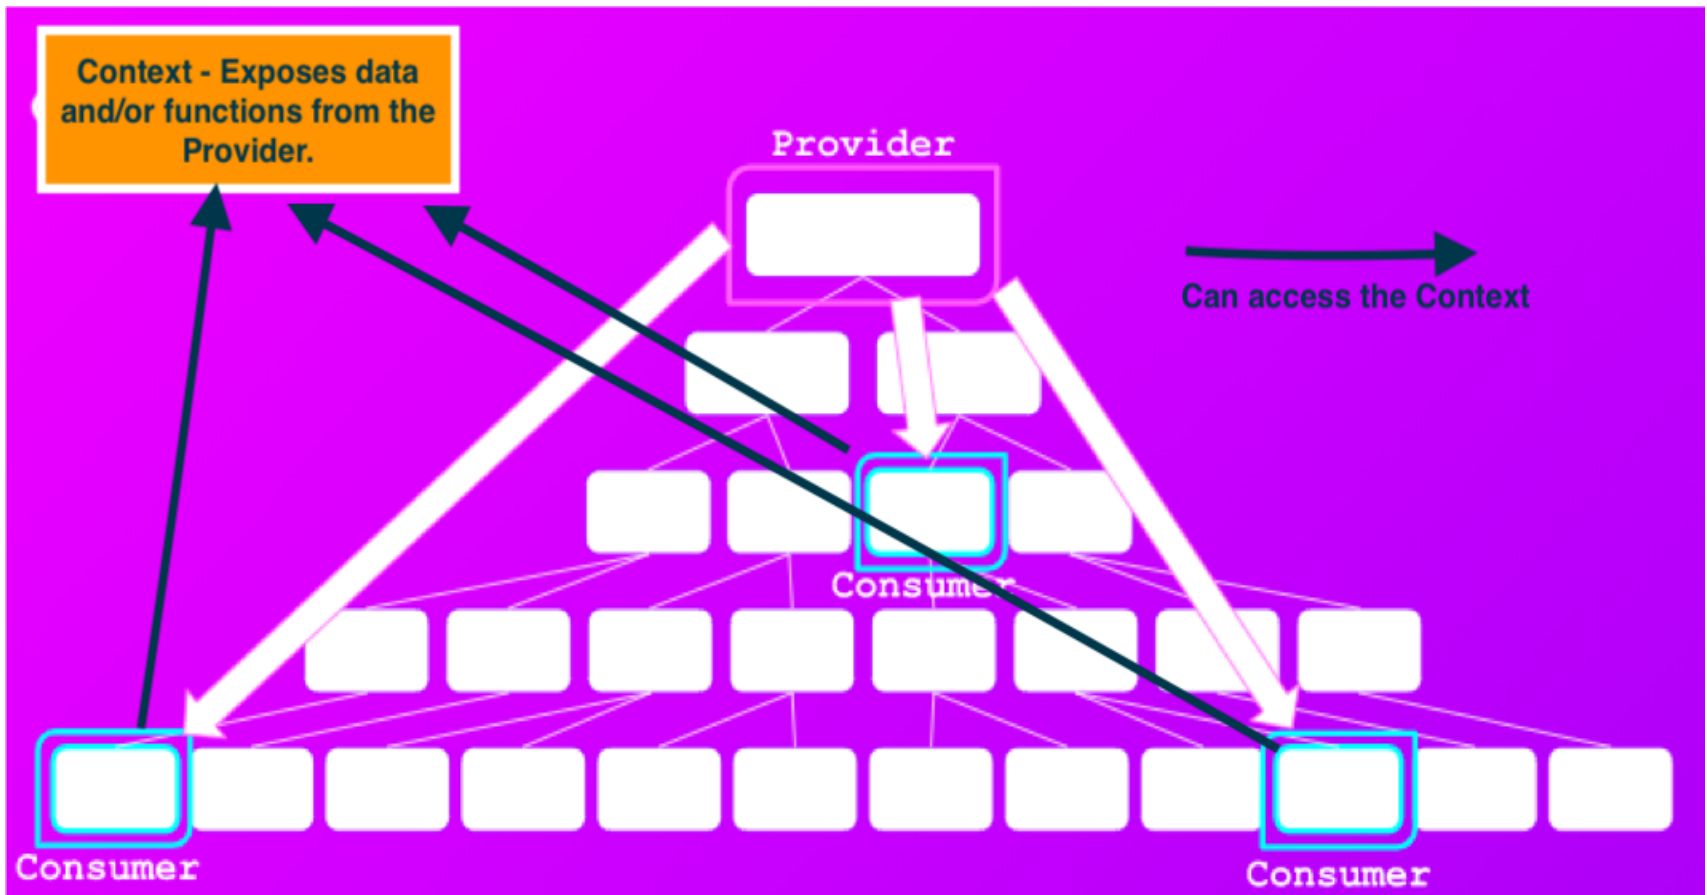 Context - Exposes data
and/or functions from the
Provider.
Provider
Can access the Context
Consumer
Consumer
Consumer